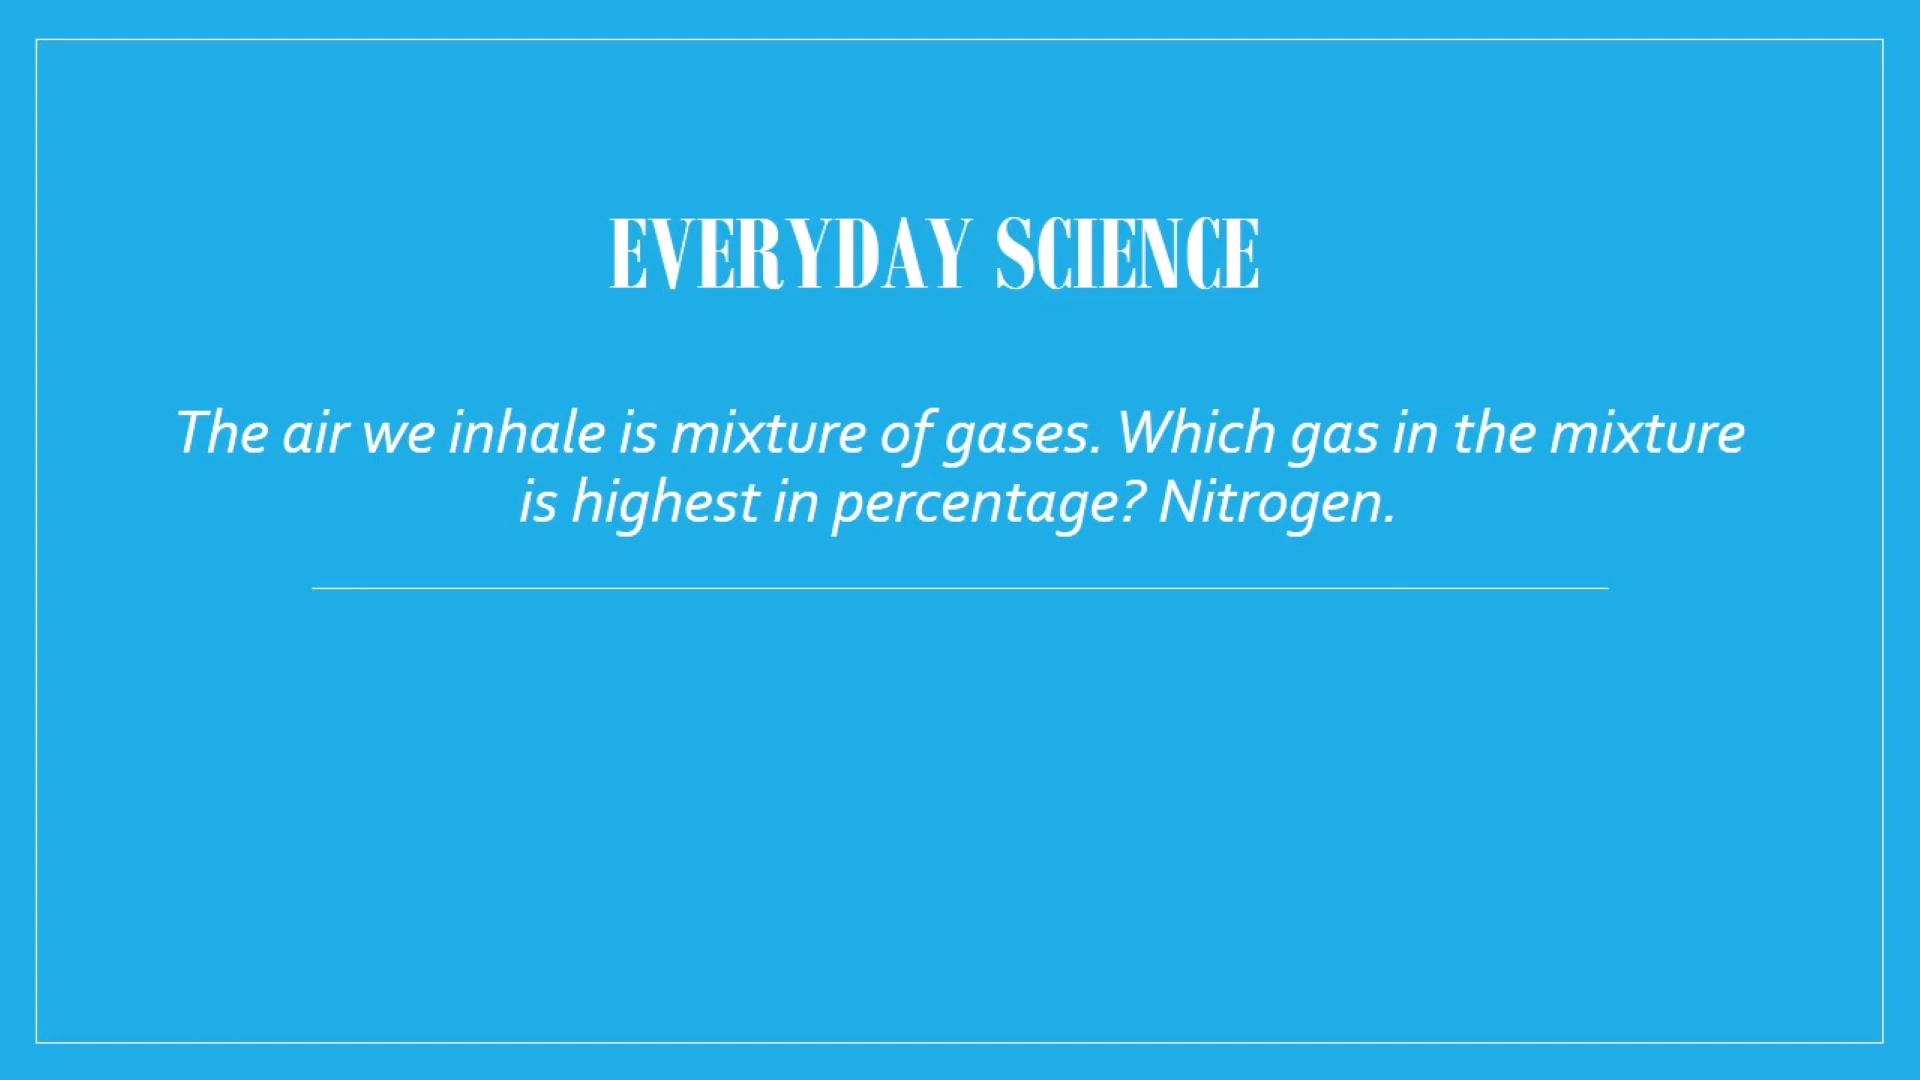 EVERYDAY SCIENCE
The air we inhale is mixture of gases. Which gas in the mixture
is highest in percentage? Nitrogen.